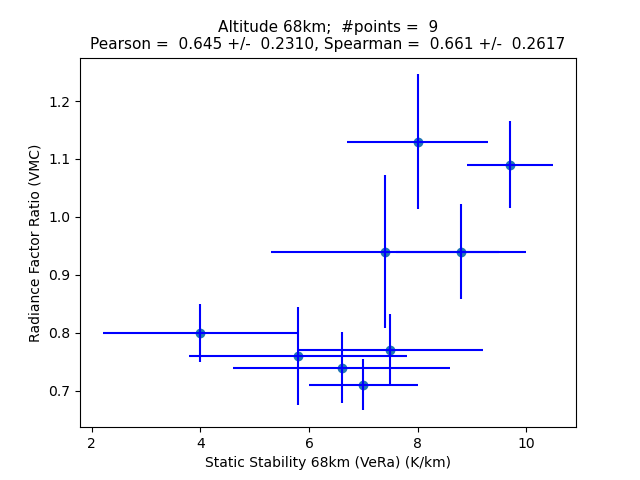 Altitude 68km;  #points =  9
Pearson =  0.645 +/-  0.2310, Spearman =  0.661 +/-  0.2617
1.2
1.1
1.0
0.9
0.8
0.7
Radiance Factor Ratio (VMC)
2 4 6 8 10
Static Stability 68km (VeRa) (K/km)